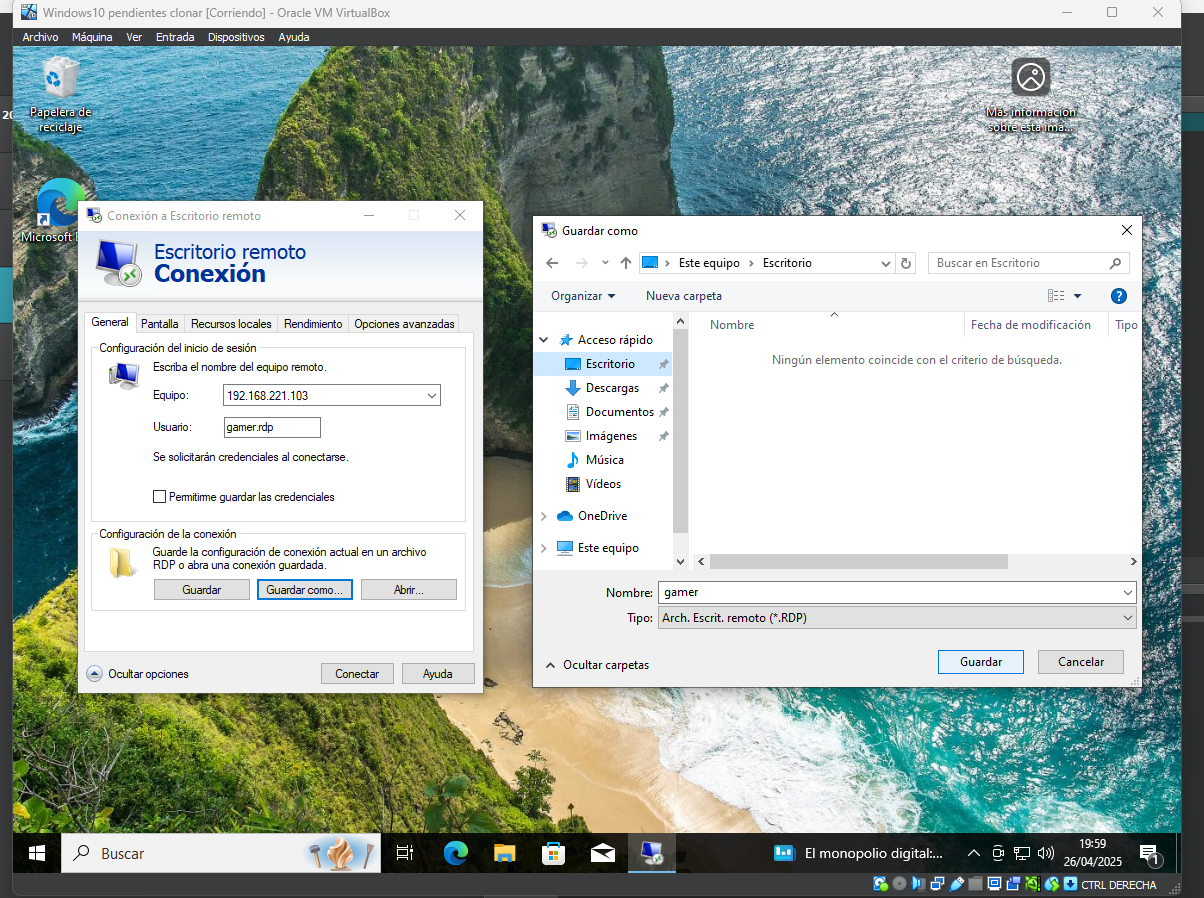 Windows10 pendientes clonar [Corriendo] - Oracle VM VirtualBox
Archivo Máquina Ver Entrada Dispositivos Ayuda
Papelera de
reciclaje
Más información
sobre esta ima...
20
Microsoft E
Conexión a Escritorio remoto
Escritorio remoto
Conexión
General Pantalla Recursos locales Rendimiento Opciones avanzadas
Configuración del inicio de sesión
Escriba el nombre del equipo remoto.
Equipo: 192.168.221.103
Usuario: gamer.rdp
Se solicitarán credenciales al conectarse.
Permitirme guardar las credenciales
Configuración de la conexión
Guarde la configuración de conexión actual en un archivo
RDP o abra una conexión guardada.
Guardar Guardar como... Abrir...
Ocultar opciones Conectar Ayuda
Guardar como
Este equipo > Escritorio Buscar en Escritorio
Organizar Nueva carpeta ?
Nombre Fecha de modificación Tipo
Ningún elemento coincide con el criterio de búsqueda.
Acceso rápido
Escritorio
Descargas
Documentos
Imágenes
Música
Vídeos
OneDrive
Este equipo
Nombre: gamer
Tipo: Arch. Escrit. remoto (*.RDP)
Ocultar carpetas Guardar Cancelar
Buscar El monopolio digital:... 19:59
26/04/2025
1
CTRL DERECHA